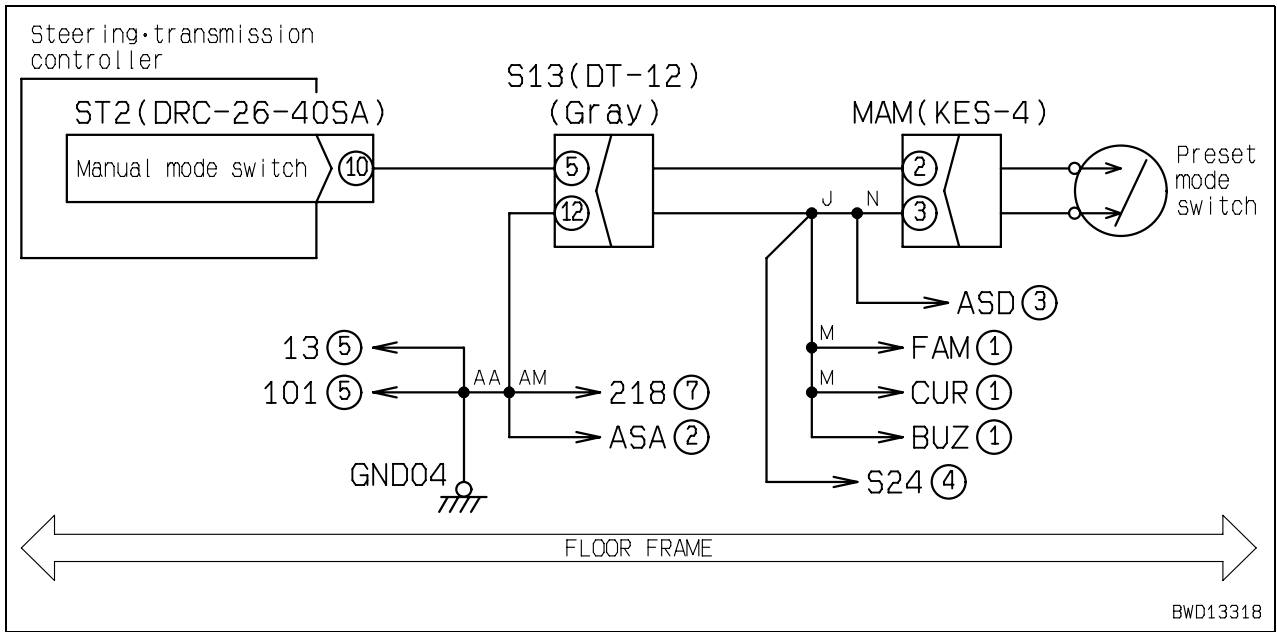 Steering·transmission
controller
ST2(DRC-26-40SA)
Manual mode switch
10
S13(DT-12)
(Gray)
5
12
MAM(KES-4)
2
3
Preset
mode
switch
J
N
ASD 3
13 5
101 5
AA
AM
218 7
ASA 2
GND04
M
FAM 1
M
CUR 1
BUZ 1
S24 4
FLOOR FRAME
BWD13318